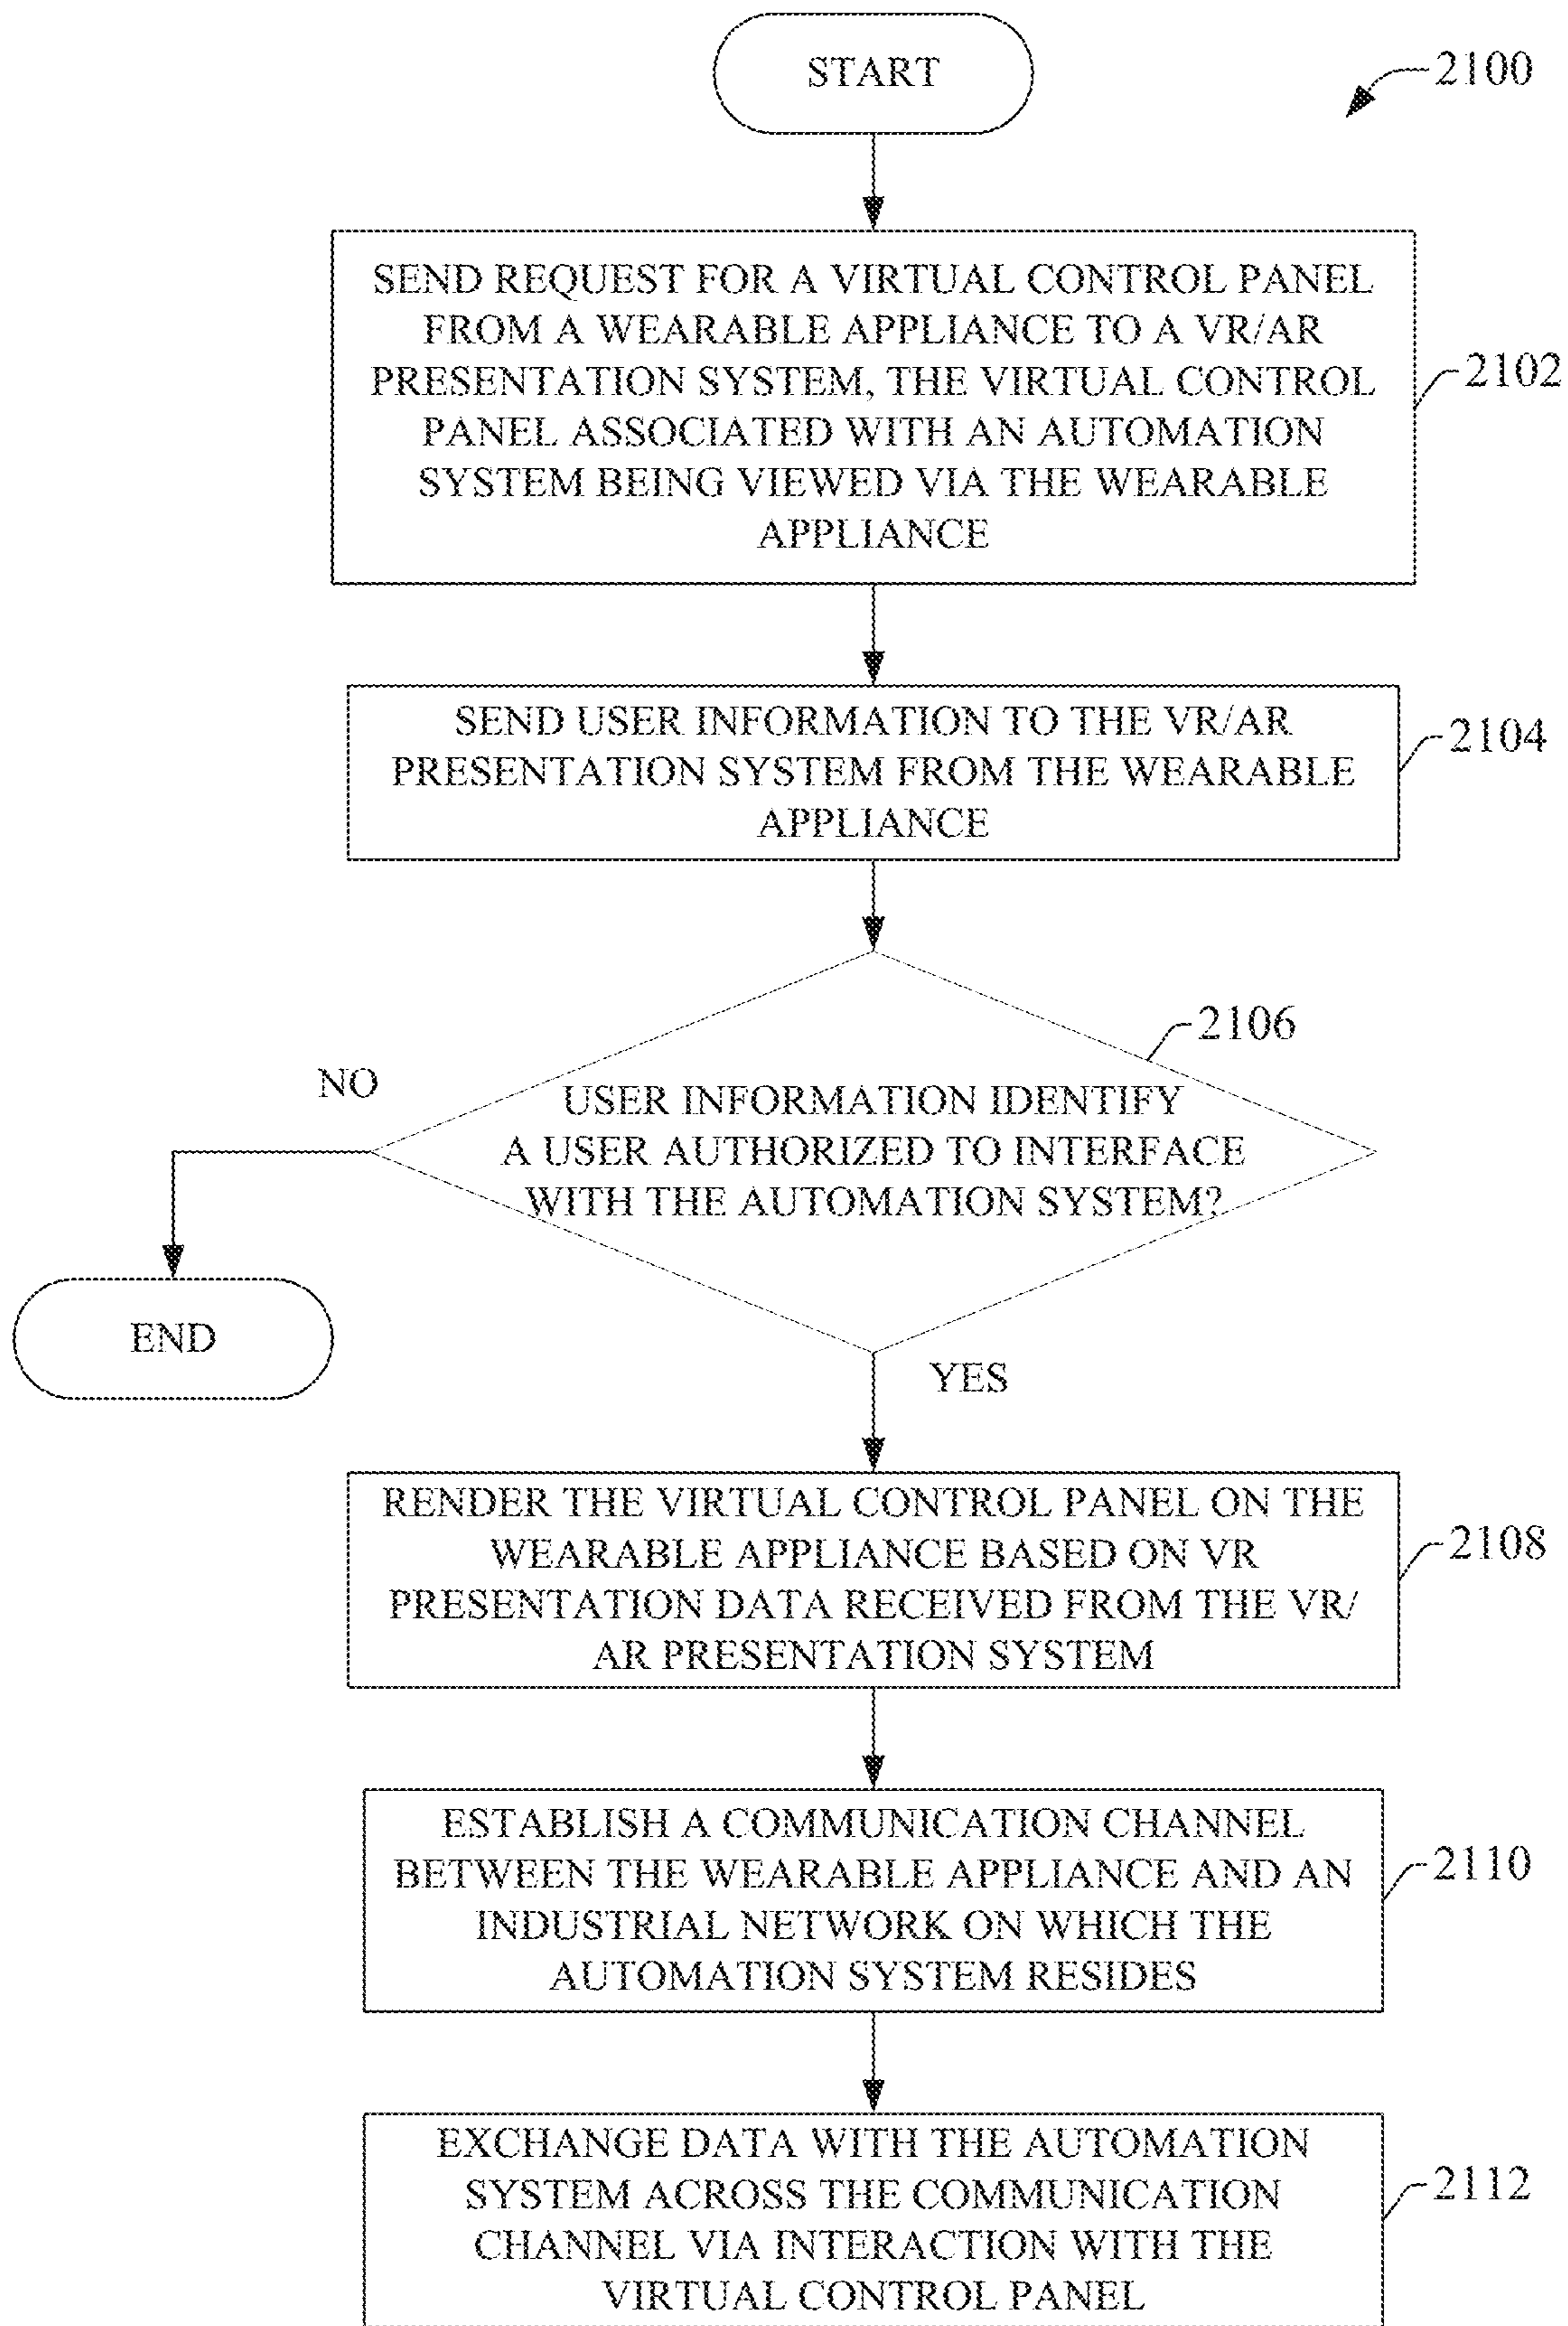 START
2100
SEND REQUEST FOR A VIRTUAL CONTROL PANEL
FROM A WEARABLE APPLIANCE TO A VR/AR
PRESENTATION SYSTEM, THE VIRTUAL CONTROL
PANEL ASSOCIATED WITH AN AUTOMATION
SYSTEM BEING VIEWED VIA THE WEARABLE
APPLIANCE
2102
SEND USER INFORMATION TO THE VR/AR
PRESENTATION SYSTEM FROM THE WEARABLE
APPLIANCE
2104
2106
NO
USER INFORMATION IDENTIFY
A USER AUTHORIZED TO INTERFACE
WITH THE AUTOMATION SYSTEM?
END
YES
RENDER THE VIRTUAL CONTROL PANEL ON THE
WEARABLE APPLIANCE BASED ON VR
PRESENTATION DATA RECEIVED FROM THE VR/
AR PRESENTATION SYSTEM
2108
ESTABLISH A COMMUNICATION CHANNEL
BETWEEN THE WEARABLE APPLIANCE AND AN
INDUSTRIAL NETWORK ON WHICH THE
AUTOMATION SYSTEM RESIDES
2110
EXCHANGE DATA WITH THE AUTOMATION
SYSTEM ACROSS THE COMMUNICATION
CHANNEL VIA INTERACTION WITH THE
VIRTUAL CONTROL PANEL
2112